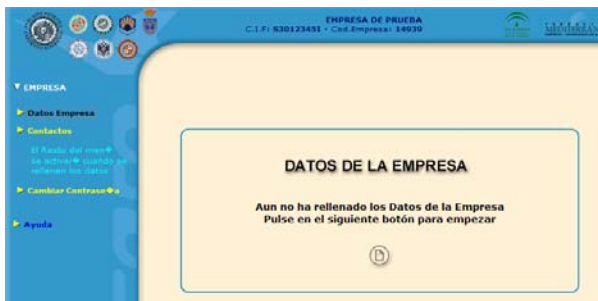 EMPRESA DE PRUEBA
C.I.F: S3012345I - Cod.Empresa: 14939
EMPRESA
Datos Empresa
Contactos
El Resto del men�
se activar� cuando se
rellenen los datos
Cambiar Contrase�a
Ayuda
DATOS DE LA EMPRESA
Aun no ha rellenado los Datos de la Empresa
Pulse en el siguiente botón para empezar